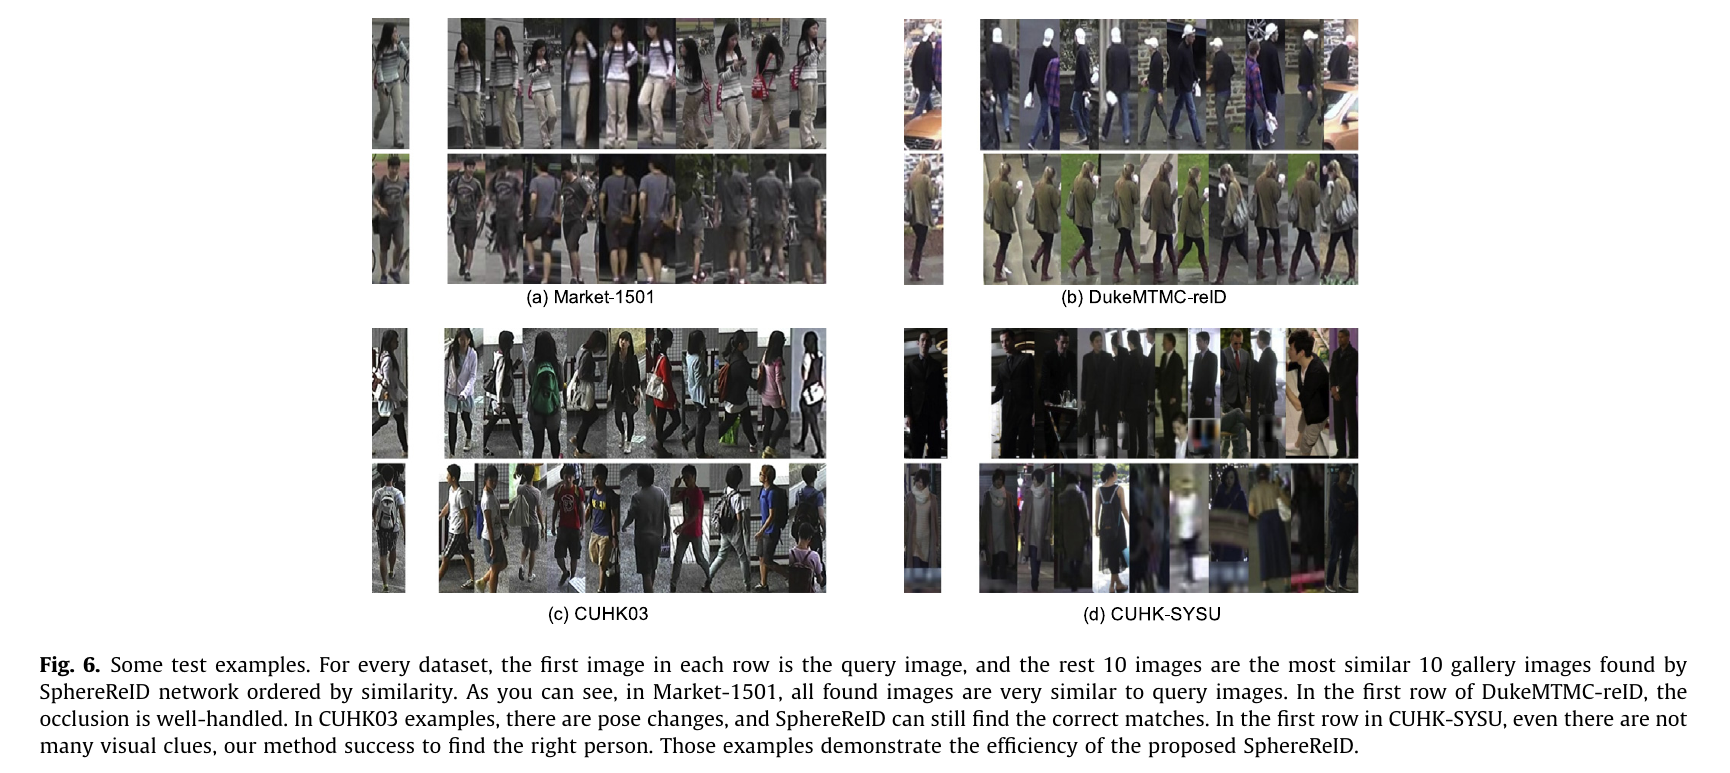 (a) Market-1501
(b) DukeMTMC-reID
(c) CUHK03
(d) CUHK-SYSU
Fig. 6. Some test examples. For every dataset, the first image in each row is the query image, and the rest 10 images are the most similar 10 gallery images found by
SphereReID network ordered by similarity. As you can see, in Market-1501, all found images are very similar to query images. In the first row of DukeMTMC-reID, the
occlusion is well-handled. In CUHK03 examples, there are pose changes, and SphereReID can still find the correct matches. In the first row in CUHK-SYSU, even there are not
many visual clues, our method success to find the right person. Those examples demonstrate the efficiency of the proposed SphereReID.